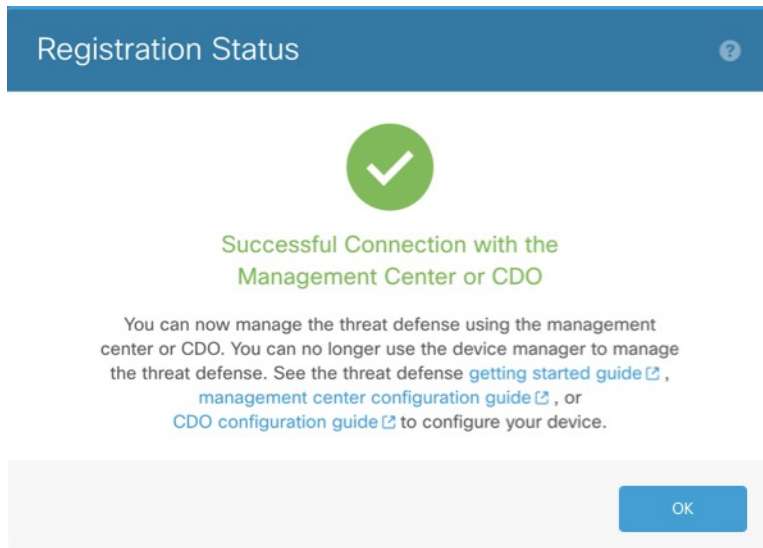 Registration Status
?
Successful Connection with the
Management Center or CDO
You can now manage the threat defense using the management
center or CDO. You can no longer use the device manager to manage
the threat defense. See the threat defense getting started guide ,
management center configuration guide , or
CDO configuration guide to configure your device.
OK